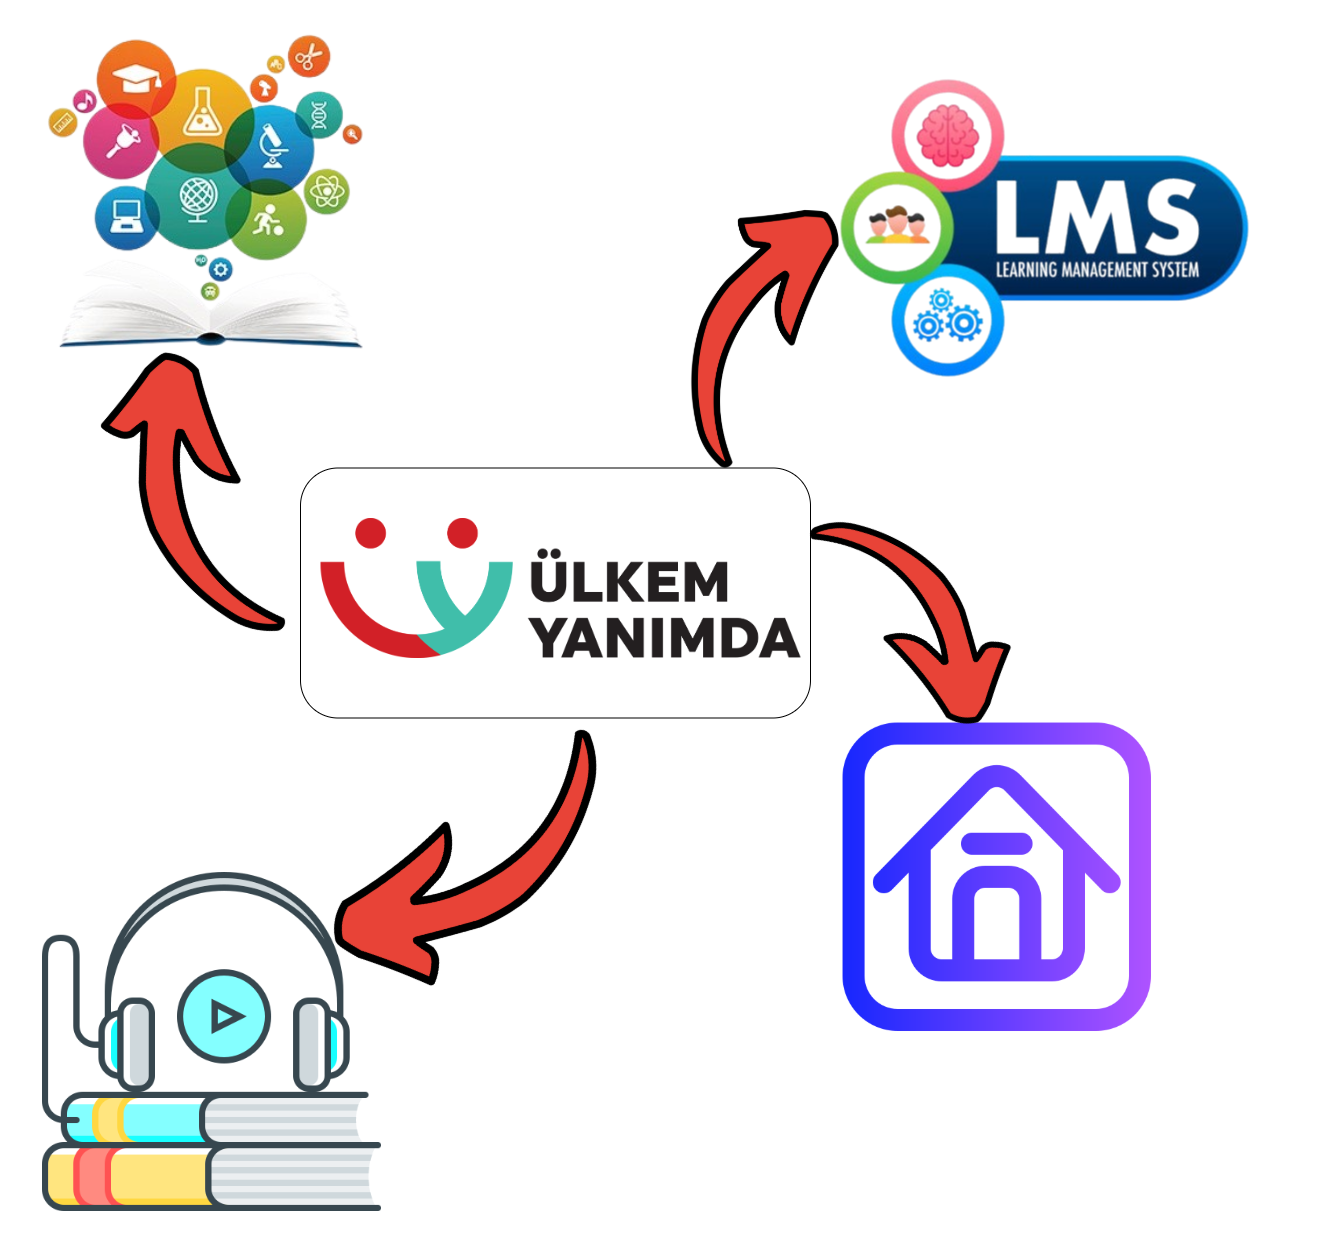 LMS
LEARNING MANAGEMENT SYSTEM
ÜLKEM
YANIMDA